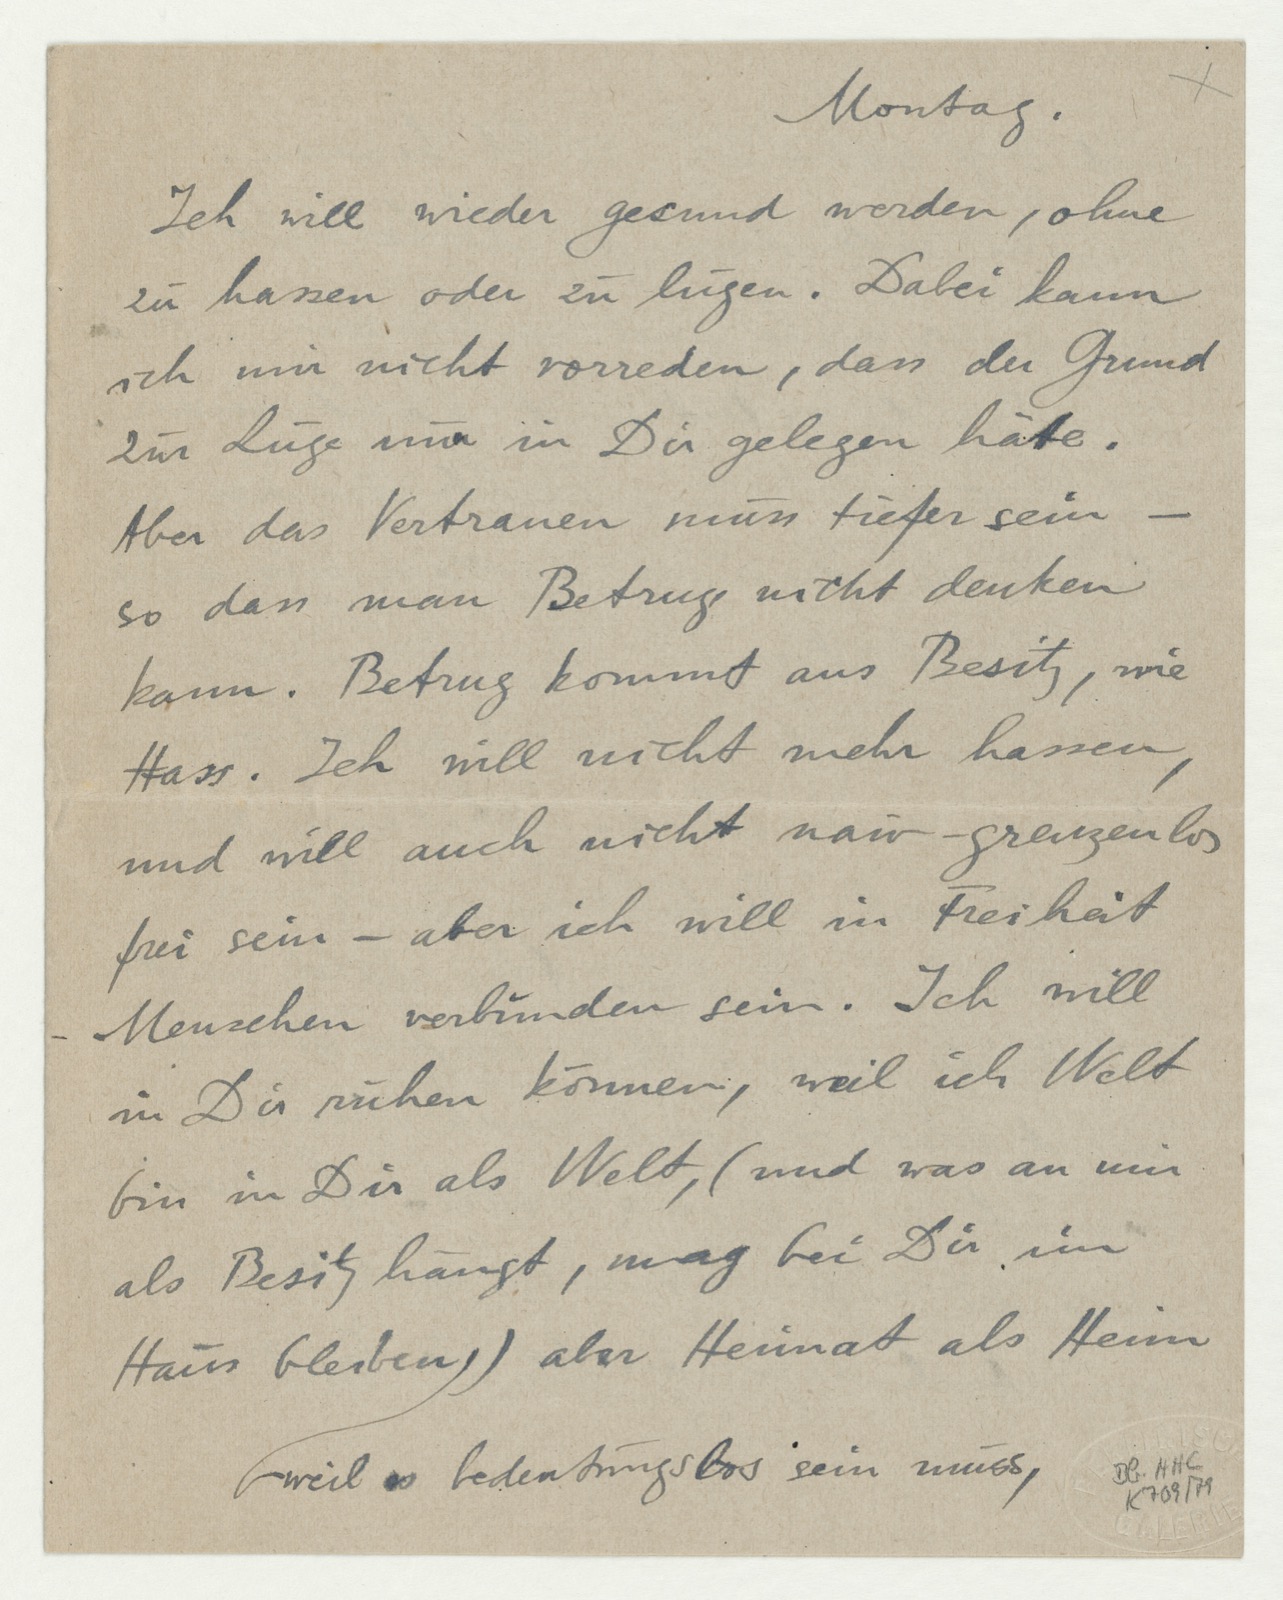 Montag.
Ich will wieder gesund werden, ohne
zu hassen oder zu lügen. Dabei kann
ich mir nicht vorreden, dass der Grund
zur Lüge nur in Dir gelegen häte.
Aber das Vertrauen muss tiefer sein —
so dass man Betrug nicht denken
kann. Betrug kommt aus Besitz, wie
Hass. Ich will nicht mehr hassen,
und will auch nicht naiv-grenzenlos
frei sein – aber ich will in Freiheit
Menschen verbunden sein. Ich will
in Dir ruhen können, weil ich Welt
bin in Dir als Welt, (und was an mir
als Besitz hängt, mag bei Dir im
Haus bleiben,) aber Heimat als Heim
weil es bedeutungslos sein muss,
Dl. HHC
K709/79
GALERIE